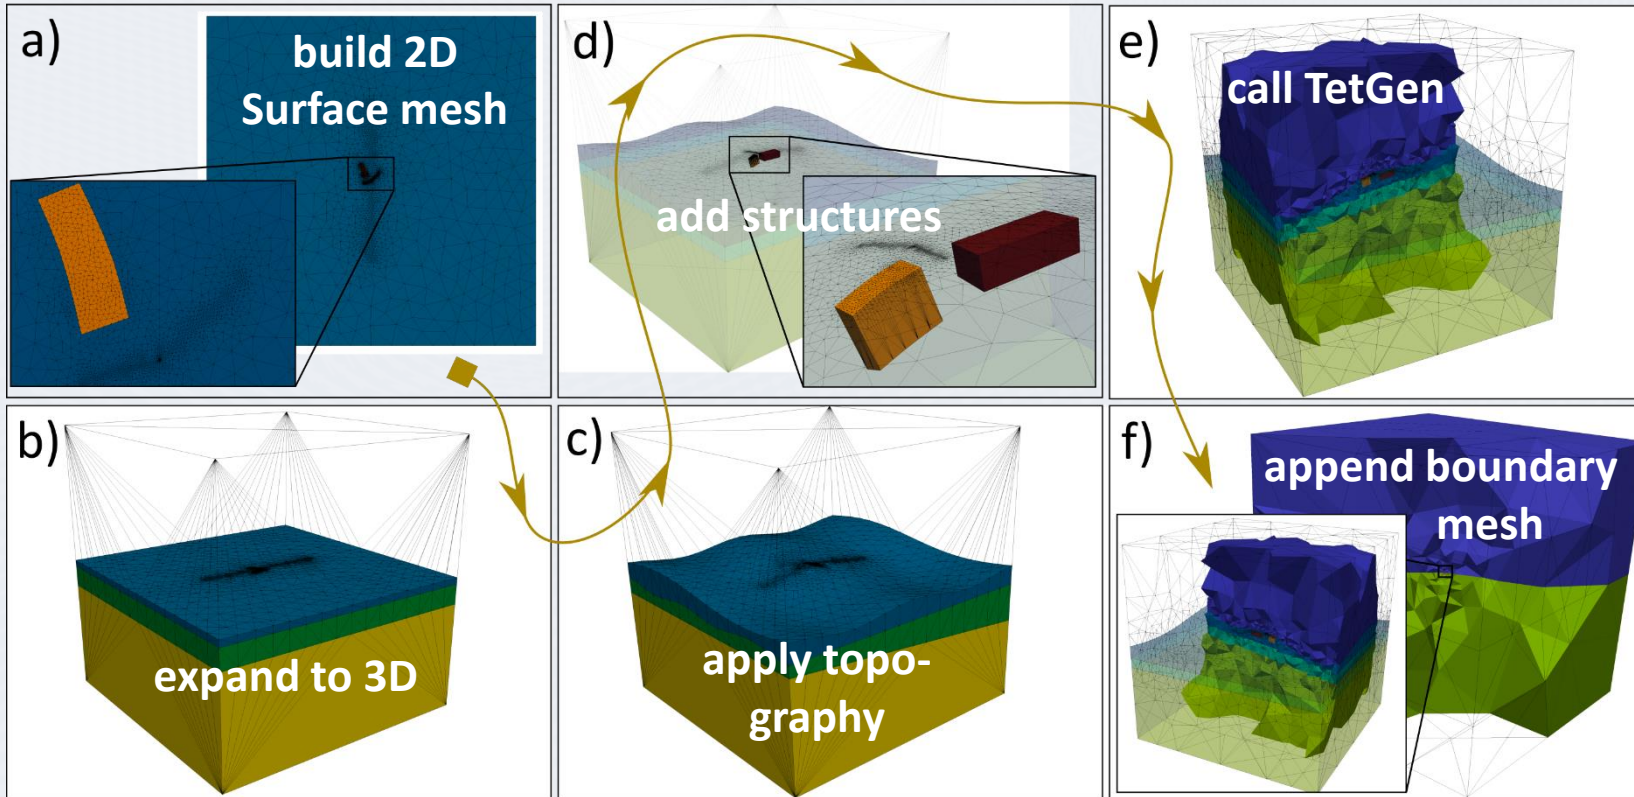 a)
build 2D
Surface mesh
b)
expand to 3D
c)
apply topo-
graphy
d)
add structures
e)
call TetGen
f)
append boundary
mesh